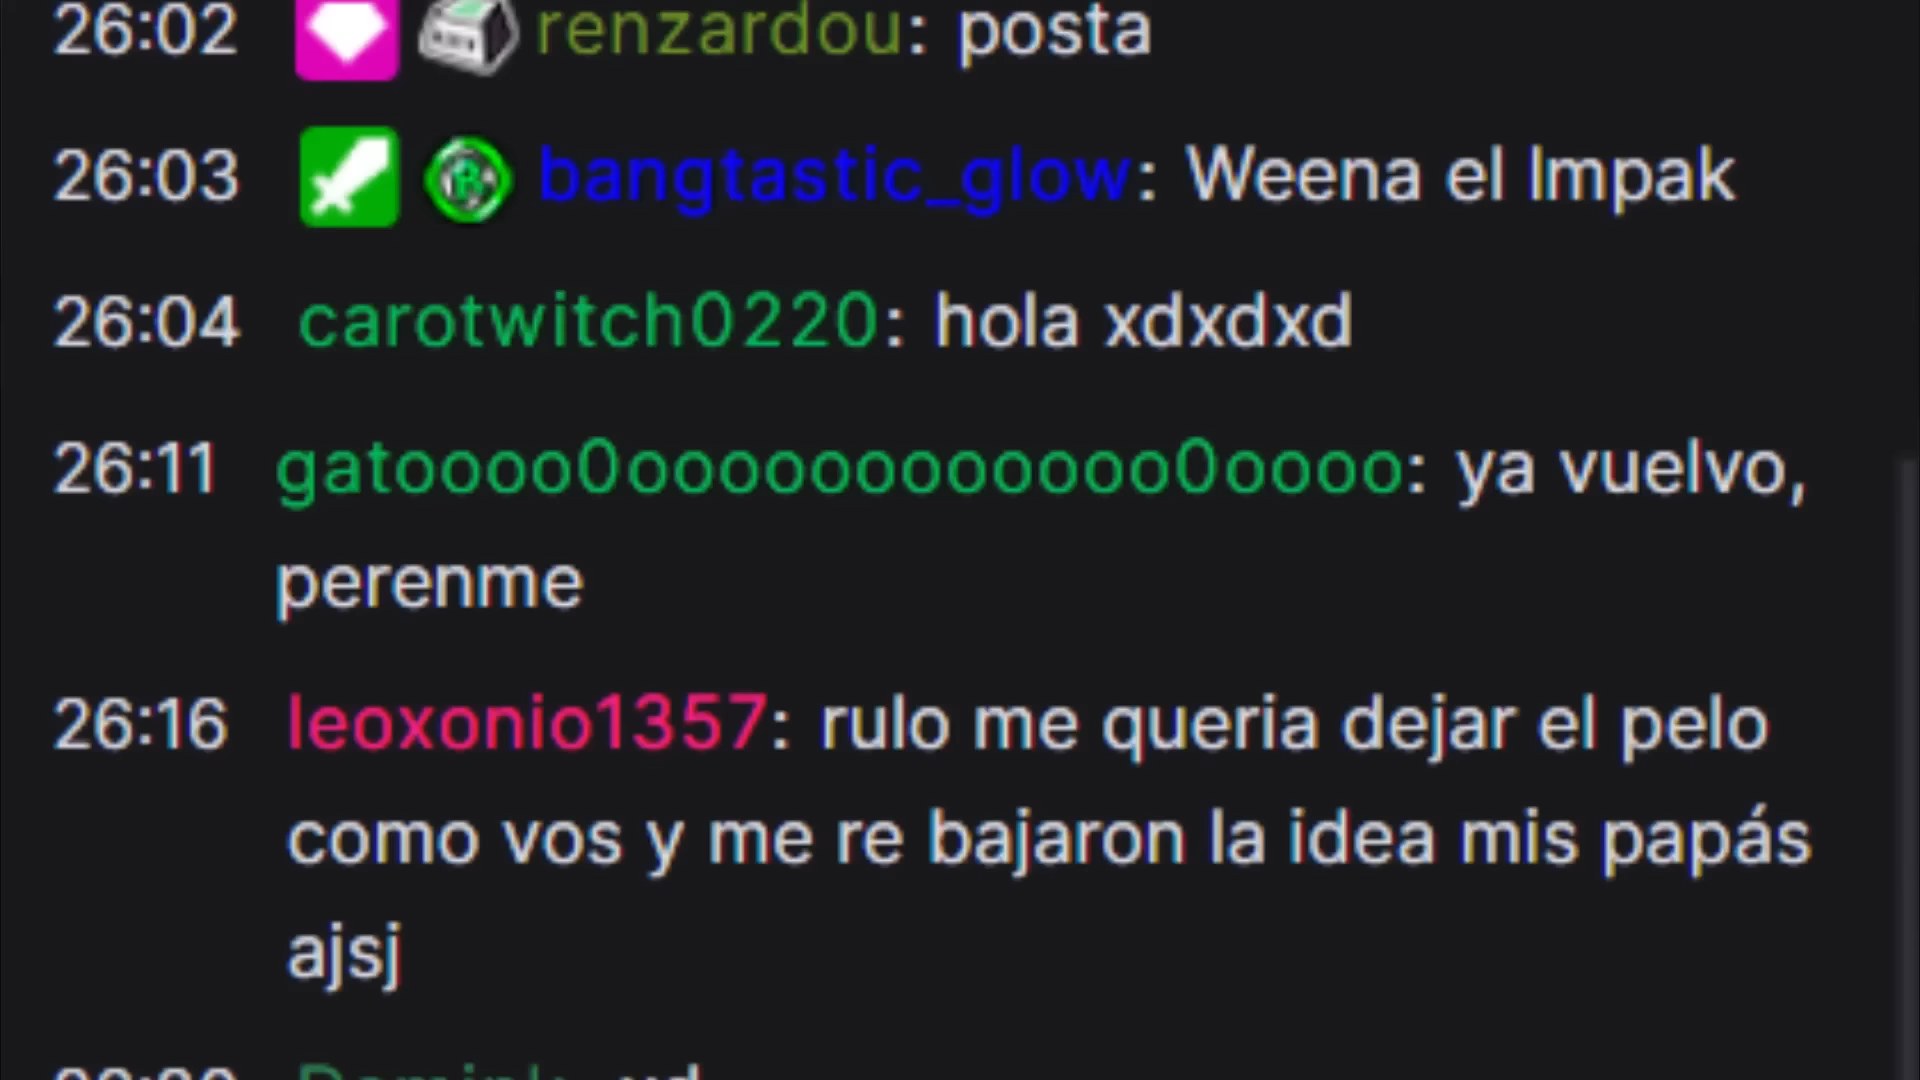 26:02 renzardou: posta
26:03 bangtastic_glow: Weena el Impak
26:04 carotwitch0220: hola xdxdxd
26:11 gatoooo0oooooooooooo0oooo: ya vuelvo,
perenme
26:16 leoxonio1357: rulo me queria dejar el pelo
como vos y me re bajaron la idea mis papás
ajsj